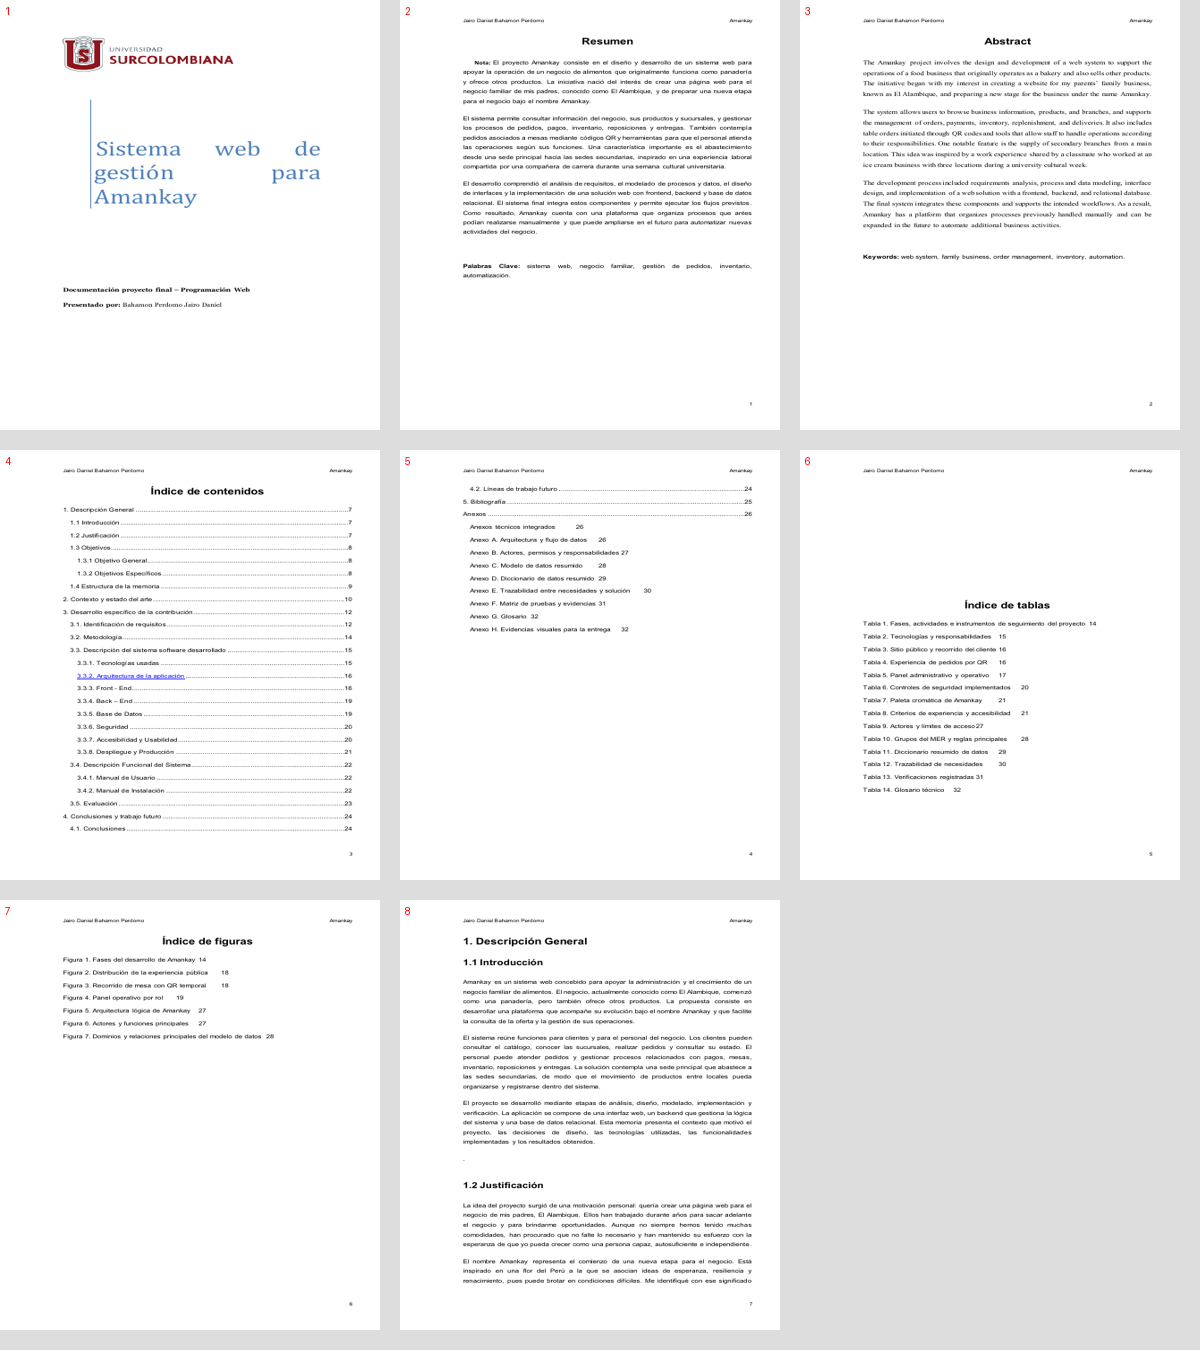 1
UNIVERSIDAD
SURCOLOMBIANA
Sistema web de
gestión para
Amankay
Documentación proyecto final – Programación Web
Presentado por: Bahamon Perdomo Jairo Daniel
2
Jairo Daniel Bahamon Perdomo Amankay
Resumen
Nota: El proyecto Amankay consiste en el diseño y desarrollo de un sistema web para
apoyar la operación de un negocio de alimentos que originalmente funciona como panadería
y ofrece otros productos. La iniciativa nació del interés de crear una página web para el
negocio familiar de mis padres, conocido como El Alambique, y de preparar una nueva etapa
para el negocio bajo el nombre Amankay.
El sistema permite consultar información del negocio, sus productos y sucursales, y gestionar
los procesos de pedidos, pagos, inventario, reposiciones y entregas. También contempla
pedidos asociados a mesas mediante códigos QR y herramientas para que el personal atienda
las operaciones según sus funciones. Una característica importante es el abastecimiento
desde una sede principal hacia las sedes secundarias, inspirado en una experiencia laboral
compartida por una compañera de carrera durante una semana cultural universitaria.
El desarrollo comprendió el análisis de requisitos, el modelado de procesos y datos, el diseño
de interfaces y la implementación de una solución web con frontend, backend y base de datos
relacional. El sistema final integra estos componentes y permite ejecutar los flujos previstos.
Como resultado, Amankay cuenta con una plataforma que organiza procesos que antes
podían realizarse manualmente y que puede ampliarse en el futuro para automatizar nuevas
actividades del negocio.
Palabras Clave: sistema web, negocio familiar, gestión de pedidos, inventario,
automatización.
1
3
Jairo Daniel Bahamon Perdomo Amankay
Abstract
The Amankay project involves the design and development of a web system to support the
operations of a food business that originally operates as a bakery and also sells other products.
The initiative began with my interest in creating a website for my parents' family business,
known as El Alambique, and preparing a new stage for the business under the name Amankay.
The system allows users to browse business information, products, and branches, and supports
the management of orders, payments, inventory, replenishment, and deliveries. It also includes
table orders initiated through QR codes and tools that allow staff to handle operations according
to their responsibilities. One notable feature is the supply of secondary branches from a main
location. This idea was inspired by a work experience shared by a classmate who worked at an
ice cream business with three locations during a university cultural week.
The development process included requirements analysis, process and data modeling, interface
design, and implementation of a web solution with a frontend, backend, and relational database.
The final system integrates these components and supports the intended workflows. As a result,
Amankay has a platform that organizes processes previously handled manually and can be
expanded in the future to automate additional business activities.
Keywords: web system, family business, order management, inventory, automation.
2
4
Jairo Daniel Bahamon Perdomo Amankay
Índice de contenidos
1. Descripción General 7
1.1 Introducción 7
1.2 Justificación 7
1.3 Objetivos 8
1.3.1 Objetivo General 8
1.3.2 Objetivos Específicos 8
1.4 Estructura de la memoria 9
2. Contexto y estado del arte 10
3. Desarrollo específico de la contribución 12
3.1. Identificación de requisitos 12
3.2. Metodología 14
3.3. Descripción del sistema software desarrollado 15
3.3.1. Tecnologías usadas 15
3.3.2. Arquitectura de la aplicación 16
3.3.3. Front - End 16
3.3.4. Back – End 19
3.3.5. Base de Datos 19
3.3.6. Seguridad 20
3.3.7. Accesibilidad y Usabilidad 20
3.3.8. Despliegue y Producción 21
3.4. Descripción Funcional del Sistema 22
3.4.1. Manual de Usuario 22
3.4.2. Manual de Instalación 22
3.5. Evaluación 23
4. Conclusiones y trabajo futuro 24
4.1. Conclusiones 24
3
5
Jairo Daniel Bahamon Perdomo Amankay
4.2. Líneas de trabajo futuro 24
5. Bibliografía 25
Anexos 26
Anexos técnicos integrados 26
Anexo A. Arquitectura y flujo de datos 26
Anexo B. Actores, permisos y responsabilidades 27
Anexo C. Modelo de datos resumido 28
Anexo D. Diccionario de datos resumido 29
Anexo E. Trazabilidad entre necesidades y solución 30
Anexo F. Matriz de pruebas y evidencias 31
Anexo G. Glosario 32
Anexo H. Evidencias visuales para la entrega 32
4
6
Jairo Daniel Bahamon Perdomo Amankay
Índice de tablas
Tabla 1. Fases, actividades e instrumentos de seguimiento del proyecto 14
Tabla 2. Tecnologías y responsabilidades 15
Tabla 3. Sitio público y recorrido del cliente 16
Tabla 4. Experiencia de pedidos por QR 16
Tabla 5. Panel administrativo y operativo 17
Tabla 6. Controles de seguridad implementados 20
Tabla 7. Paleta cromática de Amankay 21
Tabla 8. Criterios de experiencia y accesibilidad 21
Tabla 9. Actores y límites de acceso 27
Tabla 10. Grupos del MER y reglas principales 28
Tabla 11. Diccionario resumido de datos 29
Tabla 12. Trazabilidad de necesidades 30
Tabla 13. Verificaciones registradas 31
Tabla 14. Glosario técnico 32
5
7
Jairo Daniel Bahamon Perdomo Amankay
Índice de figuras
Figura 1. Fases del desarrollo de Amankay 14
Figura 2. Distribución de la experiencia pública 18
Figura 3. Recorrido de mesa con QR temporal 18
Figura 4. Panel operativo por rol 19
Figura 5. Arquitectura lógica de Amankay 27
Figura 6. Actores y funciones principales 27
Figura 7. Dominios y relaciones principales del modelo de datos 28
6
8
Jairo Daniel Bahamon Perdomo Amankay
1. Descripción General
1.1 Introducción
Amankay es un sistema web concebido para apoyar la administración y el crecimiento de un
negocio familiar de alimentos. El negocio, actualmente conocido como El Alambique, comenzó
como una panadería, pero también ofrece otros productos. La propuesta consiste en
desarrollar una plataforma que acompañe su evolución bajo el nombre Amankay y que facilite
la consulta de la oferta y la gestión de sus operaciones.
El sistema reúne funciones para clientes y para el personal del negocio. Los clientes pueden
consultar el catálogo, conocer las sucursales, realizar pedidos y consultar su estado. El
personal puede atender pedidos y gestionar procesos relacionados con pagos, mesas,
inventario, reposiciones y entregas. La solución contempla una sede principal que abastece a
las sedes secundarias, de modo que el movimiento de productos entre locales pueda
organizarse y registrarse dentro del sistema.
El proyecto se desarrolló mediante etapas de análisis, diseño, modelado, implementación y
verificación. La aplicación se compone de una interfaz web, un backend que gestiona la lógica
del sistema y una base de datos relacional. Esta memoria presenta el contexto que motivó el
proyecto, las decisiones de diseño, las tecnologías utilizadas, las funcionalidades
implementadas y los resultados obtenidos.
.
1.2 Justificación
La idea del proyecto surgió de una motivación personal: quería crear una página web para el
negocio de mis padres, El Alambique. Ellos han trabajado durante años para sacar adelante
el negocio y para brindarme oportunidades. Aunque no siempre hemos tenido muchas
comodidades, han procurado que no falte lo necesario y han mantenido su esfuerzo con la
esperanza de que yo pueda crecer como una persona capaz, autosuficiente e independiente.
El nombre Amankay representa el comienzo de una nueva etapa para el negocio. Está
inspirado en una flor del Perú a la que se asocian ideas de esperanza, resiliencia y
renacimiento, pues puede brotar en condiciones difíciles. Me identifiqué con ese significado
7